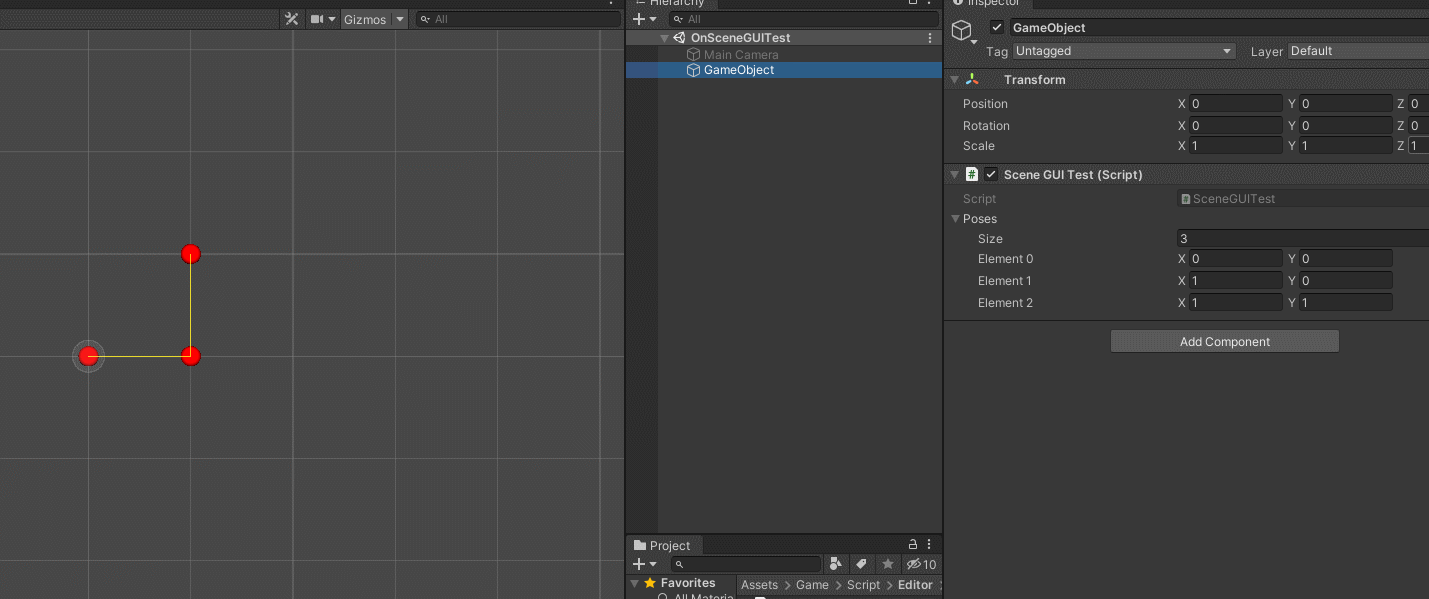 Gizmos
All
Hierarchy
All
OnSceneGUITest
Main Camera
GameObject
Project
10
Favorites
All Materia
Assets > Game > Script > Editor
Inspector
GameObject
Tag Untagged Layer Default
Transform
Position X 0 Y 0 Z 0
Rotation X 0 Y 0 Z 0
Scale X 1 Y 1 Z 1
# Scene GUI Test (Script)
Script # SceneGUITest
Poses
Size 3
Element 0 X 0 Y 0
Element 1 X 1 Y 0
Element 2 X 1 Y 1
Add Component